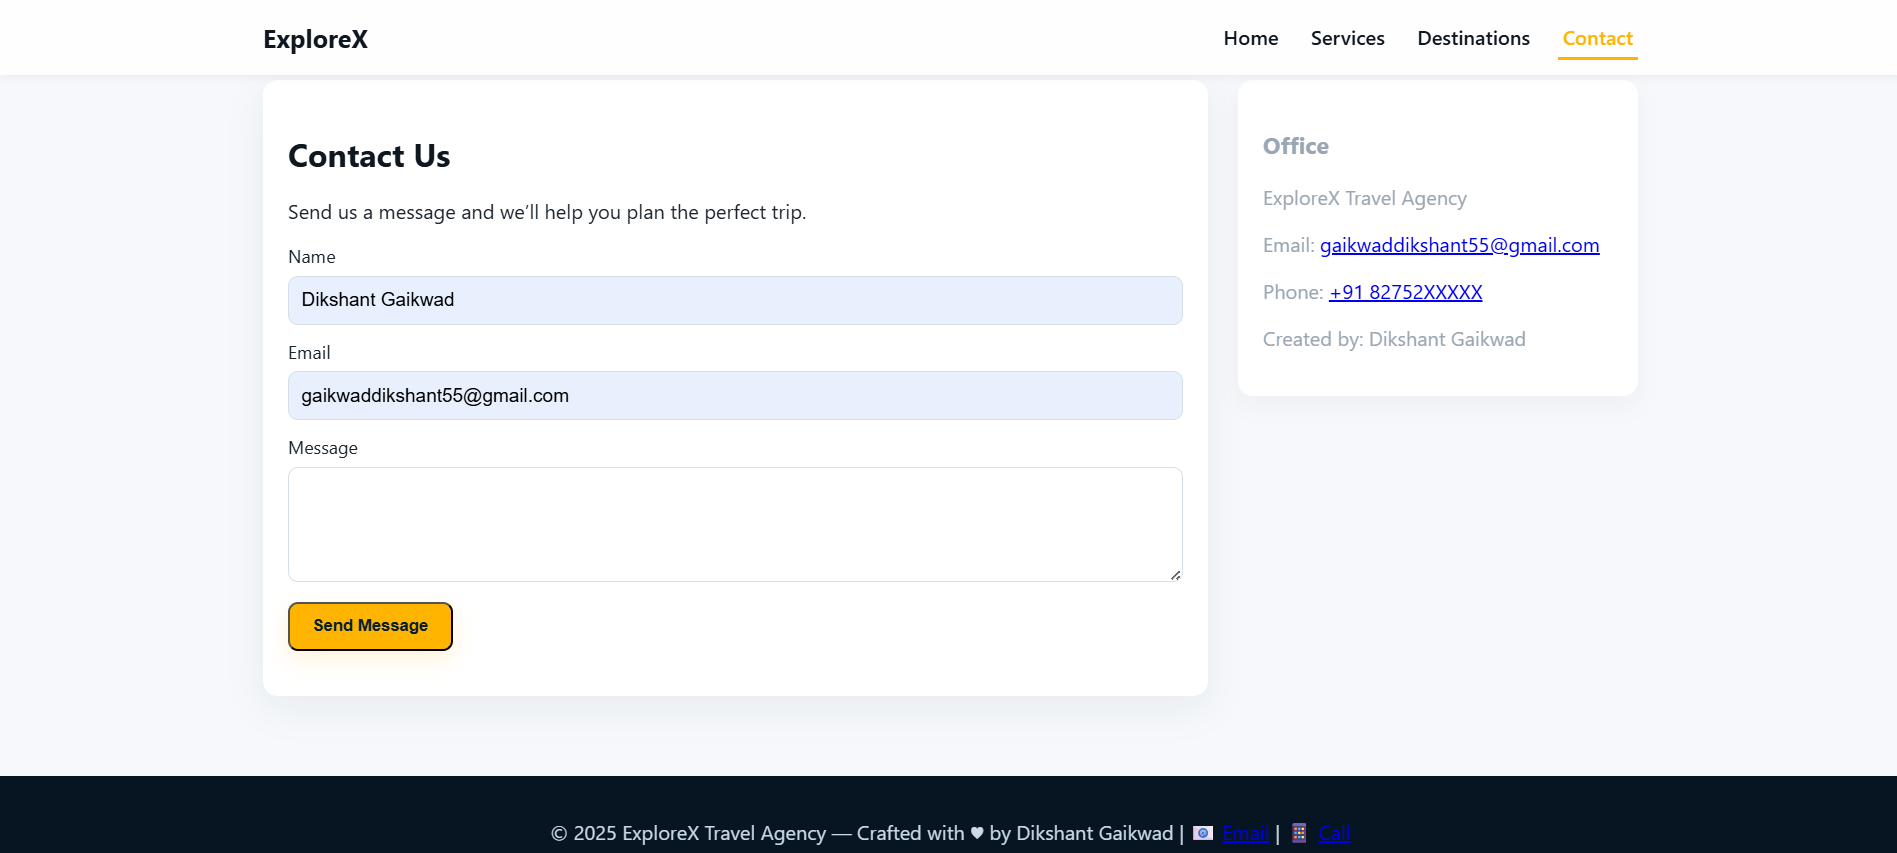 ExploreX
Home Services Destinations Contact
Contact Us
Send us a message and we’ll help you plan the perfect trip.
Name
Dikshant Gaikwad
Email
gaikwaddikshant55@gmail.com
Message
Send Message
Office
ExploreX Travel Agency
Email: gaikwaddikshant55@gmail.com
Phone: +91 82752XXXXX
Created by: Dikshant Gaikwad
© 2025 ExploreX Travel Agency — Crafted with ♥ by Dikshant Gaikwad | 📧 Email | 📱 Call